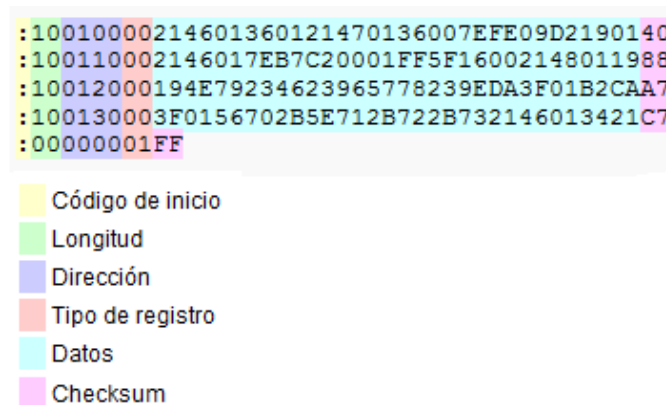 :10010000214601360121470136007EFE09D2190140
:100110002146017EB7C20001FF5F16002148011988
:10012000194E79234623965778239EDA3F01B2CAA7
:100130003F0156702B5E712B722B732146013421C7
:00000001FF
Código de inicio
Longitud
Dirección
Tipo de registro
Datos
Checksum